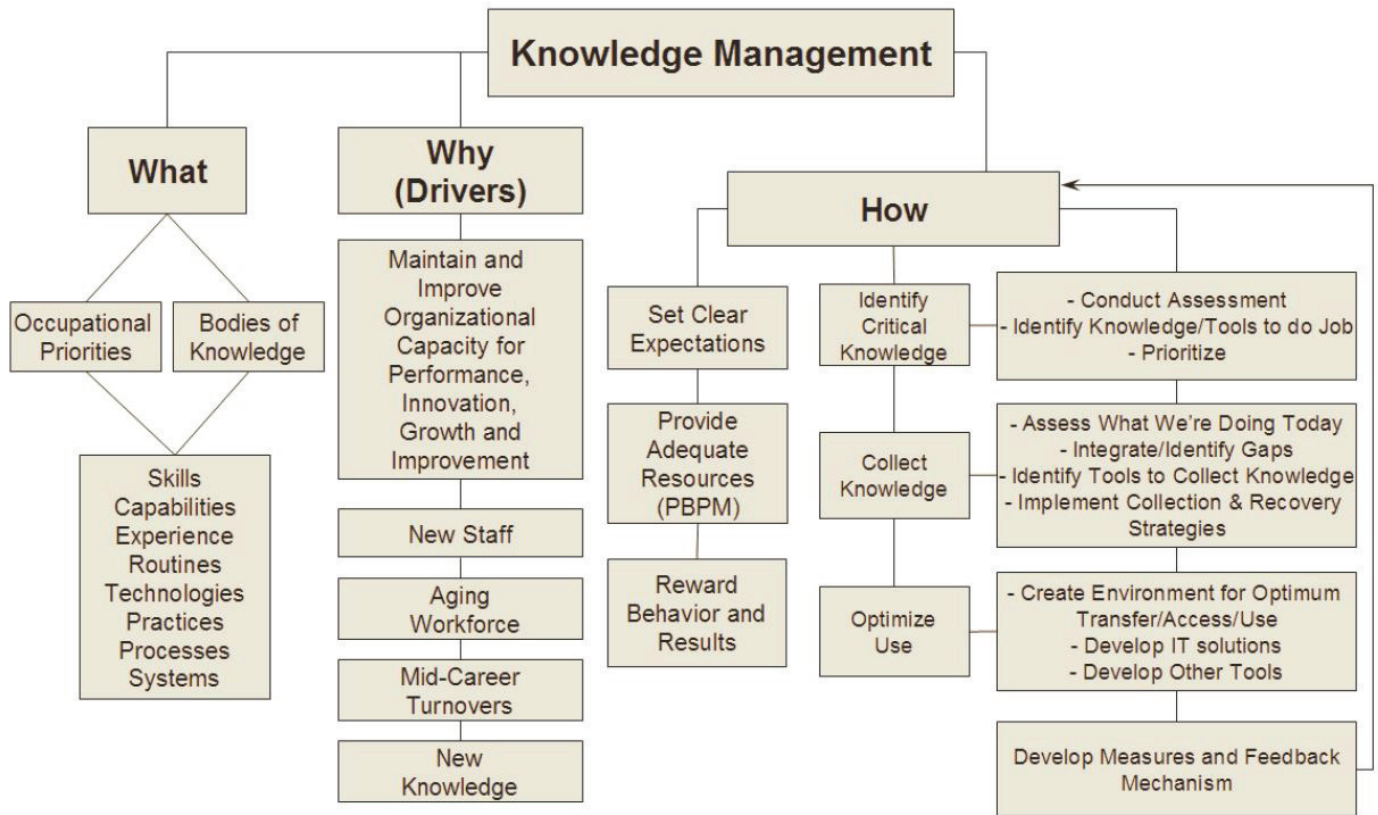 Knowledge Management
What
Occupational
Priorities
Bodies of
Knowledge
Skills
Capabilities
Experience
Routines
Technologies
Practices
Processes
Systems
Why
(Drivers)
Maintain and
Improve
Organizational
Capacity for
Performance,
Innovation,
Growth and
Improvement
New Staff
Aging
Workforce
Mid-Career
Turnovers
New
Knowledge
How
Set Clear
Expectations
Provide
Adequate
Resources
(PBPM)
Reward
Behavior and
Results
Identify
Critical
Knowledge
- Conduct Assessment
- Identify Knowledge/Tools to do Job
- Prioritize
Collect
Knowledge
- Assess What We're Doing Today
- Integrate/Identify Gaps
- Identify Tools to Collect Knowledge
- Implement Collection & Recovery
Strategies
Optimize
Use
- Create Environment for Optimum
Transfer/Access/Use
- Develop IT solutions
- Develop Other Tools
Develop Measures and Feedback
Mechanism